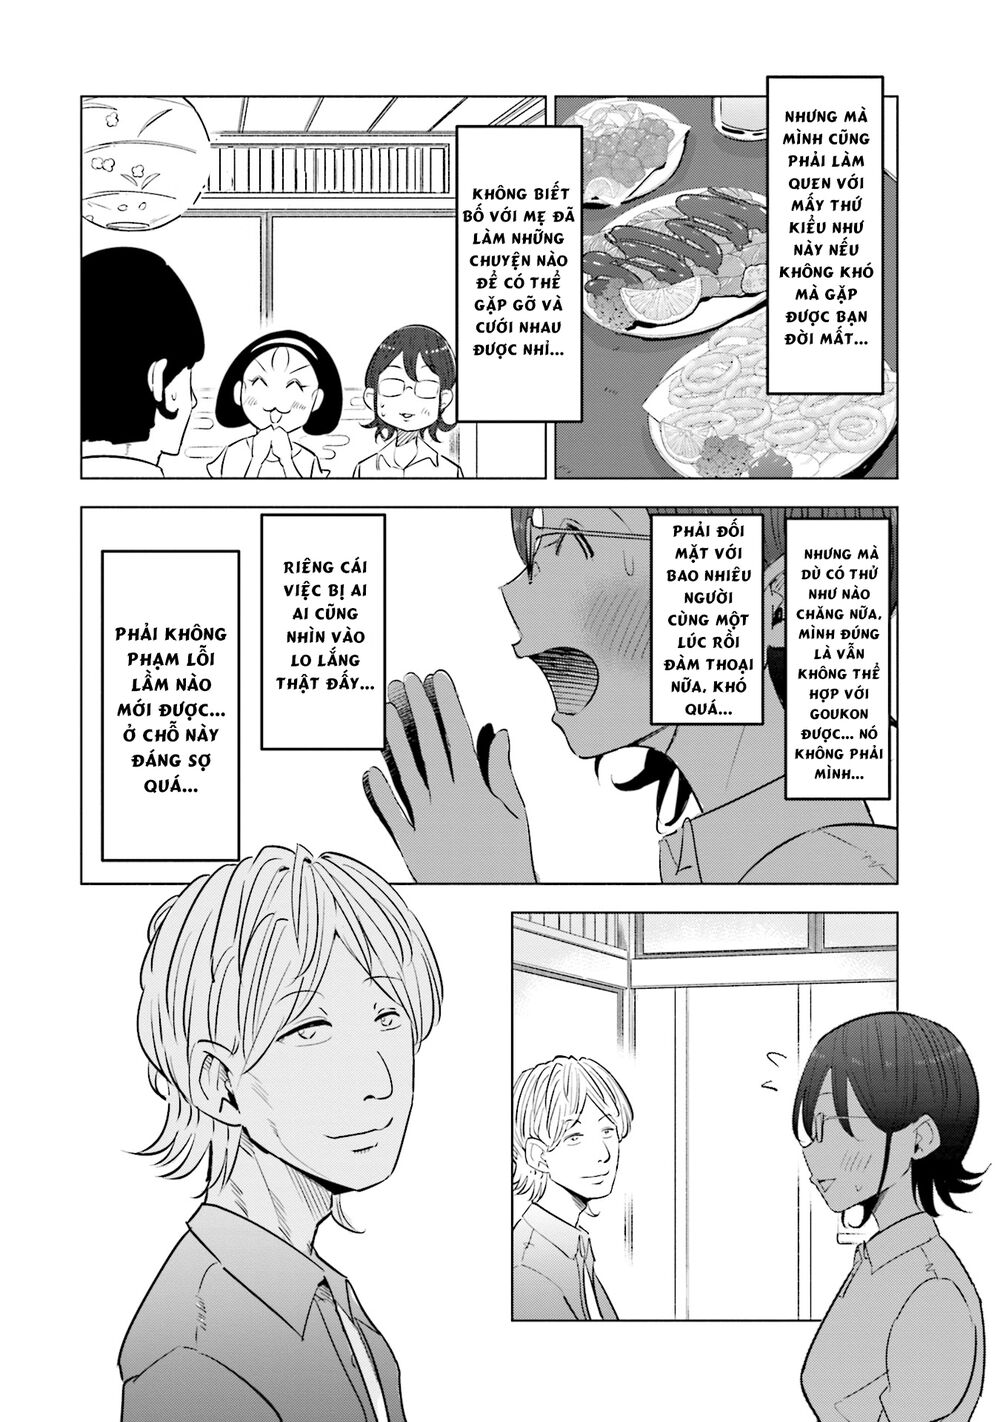 NHƯNG MÀ
MÌNH CŨNG
PHẢI LÀM
QUEN VỚI
MẤY THỨ
KIỂU NHƯ
NÀY NẾU
KHÔNG KHÓ
MÀ GẶP
ĐƯỢC BẠN
ĐỜI MẤT...
KHÔNG BIẾT
BỐ VỚI MẸ ĐÃ
LÀM NHỮNG
CHUYỆN NÀO
ĐỂ CÓ THỂ
GẶP GỠ VÀ
CƯỚI NHAU
ĐƯỢC NHỈ...
NHƯNG MÀ
DÙ CÓ THỬ
NHƯ NÀO
CHĂNG NỮA,
MÌNH ĐÚNG
LÀ VẪN
KHÔNG THỂ
HỢP VỚI
GOUKON
ĐƯỢC... NÓ
KHÔNG PHẢI
MÌNH...
PHẢI ĐỐI
MẶT VỚI
BAO NHIÊU
NGƯỜI
CÙNG MỘT
LÚC RỒI
ĐÀM THOẠI
NỮA, KHÓ
QUÁ...
RIÊNG CÁI
VIỆC BỊ AI
AI CŨNG
NHÌN VÀO
LO LẮNG
THẬT ĐẤY...
PHẢI KHÔNG
PHẠM LỖI
LẦM NÀO
MỚI ĐƯỢC...
Ở CHỖ NÀY
ĐÁNG SỢ
QUÁ...